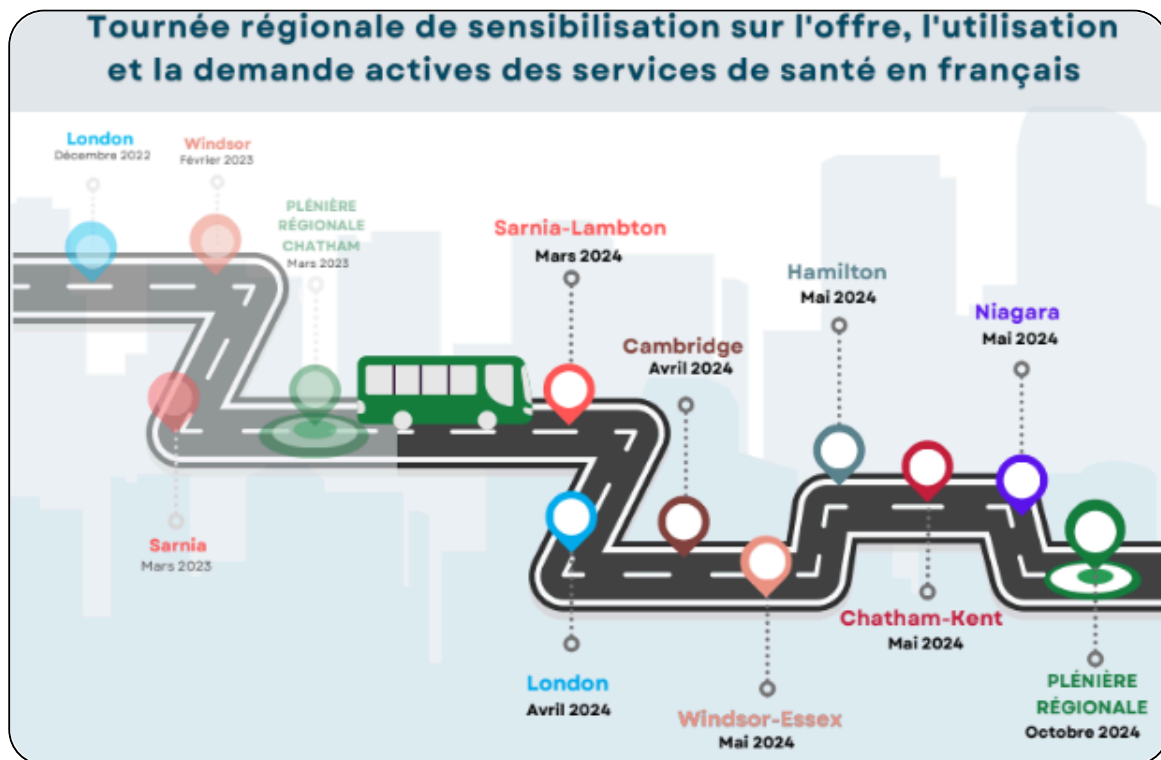 Tournée régionale de sensibilisation sur l'offre, l'utilisation
et la demande actives des services de santé en français
London
Décembre 2022
Windsor
Février 2023
PLÉNIÈRE
RÉGIONALE
CHATHAM
Mars 2023
Sarnia
Mars 2023
Sarnia-Lambton
Mars 2024
London
Avril 2024
Cambridge
Avril 2024
Windsor-Essex
Mai 2024
Hamilton
Mai 2024
Chatham-Kent
Mai 2024
Niagara
Mai 2024
PLÉNIÈRE
RÉGIONALE
Octobre 2024